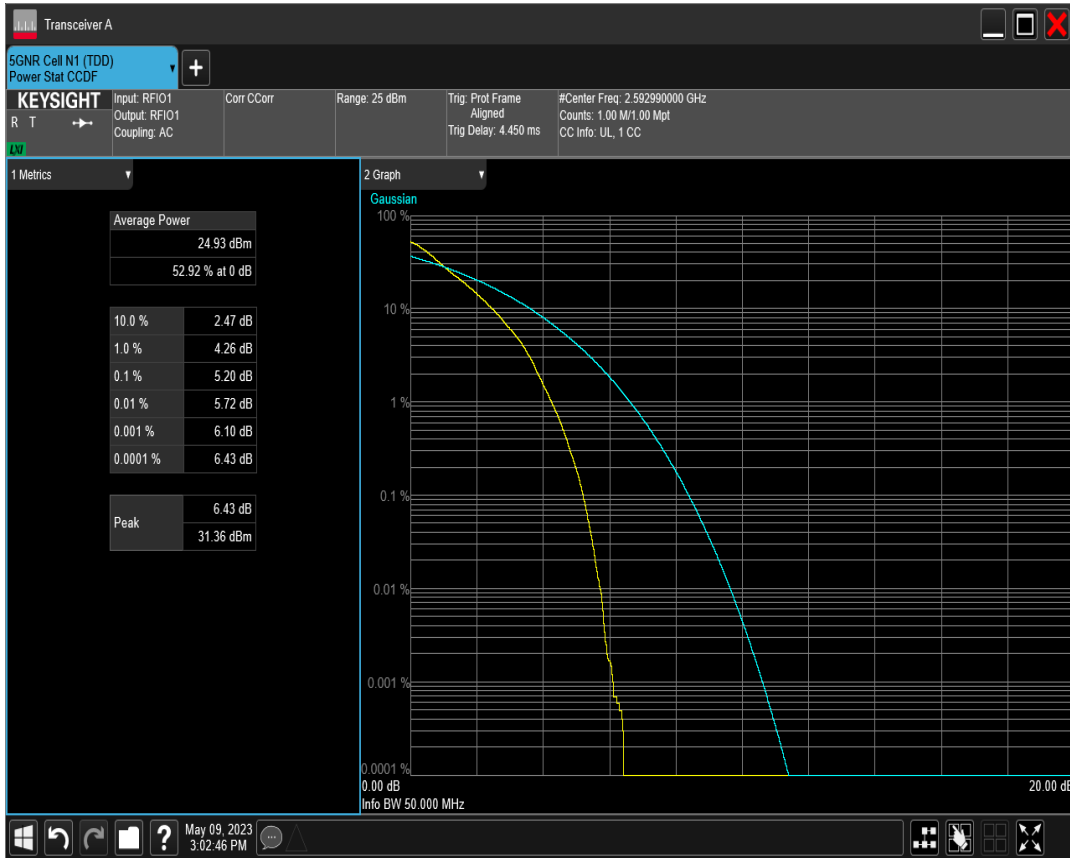 Transceiver A
5GNR Cell N1 (TDD)
Power Stat CCDF
+
KEYSIGHT
R T
LXI
Input: RFIO1
Output: RFIO1
Coupling: AC
Corr CCorr
Range: 25 dBm
Trig: Prot Frame
Aligned
Trig Delay: 4.450 ms
#Center Freq: 2.592990000 GHz
Counts: 1.00 M/1.00 Mpt
CC Info: UL, 1 CC
1 Metrics
Average Power
24.93 dBm
52.92 % at 0 dB
10.0 % 2.47 dB
1.0 % 4.26 dB
0.1 % 5.20 dB
0.01 % 5.72 dB
0.001 % 6.10 dB
0.0001 % 6.43 dB
Peak
6.43 dB
31.36 dBm
2 Graph
Gaussian
100 %
10 %
1 %
0.1 %
0.01 %
0.001 %
0.0001 %
0.00 dB 20.00 dB
Info BW 50.000 MHz
?
May 09, 2023
3:02:46 PM